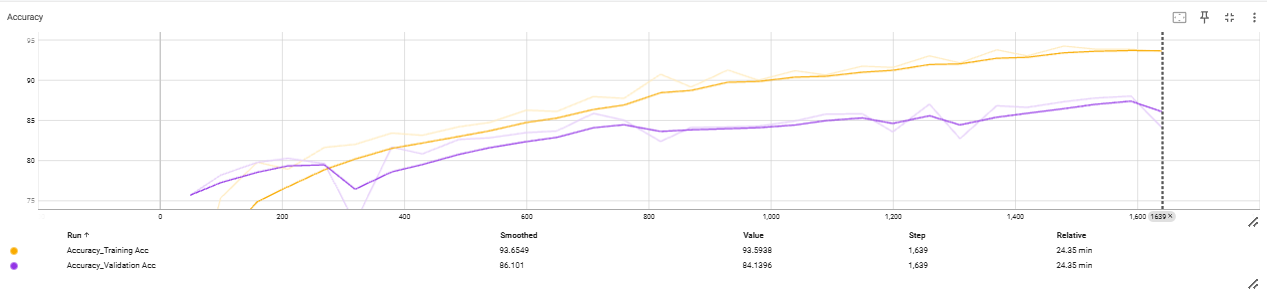 Accuracy
95
90
85
80
75
0 200 400 600 800 1,000 1,200 1,400 1,600 1639 ×
Run ↑ Smoothed Value Step Relative
Accuracy_Training Acc 93.6549 93.5938 1,639 24.35 min
Accuracy_Validation Acc 86.101 84.1396 1,639 24.35 min